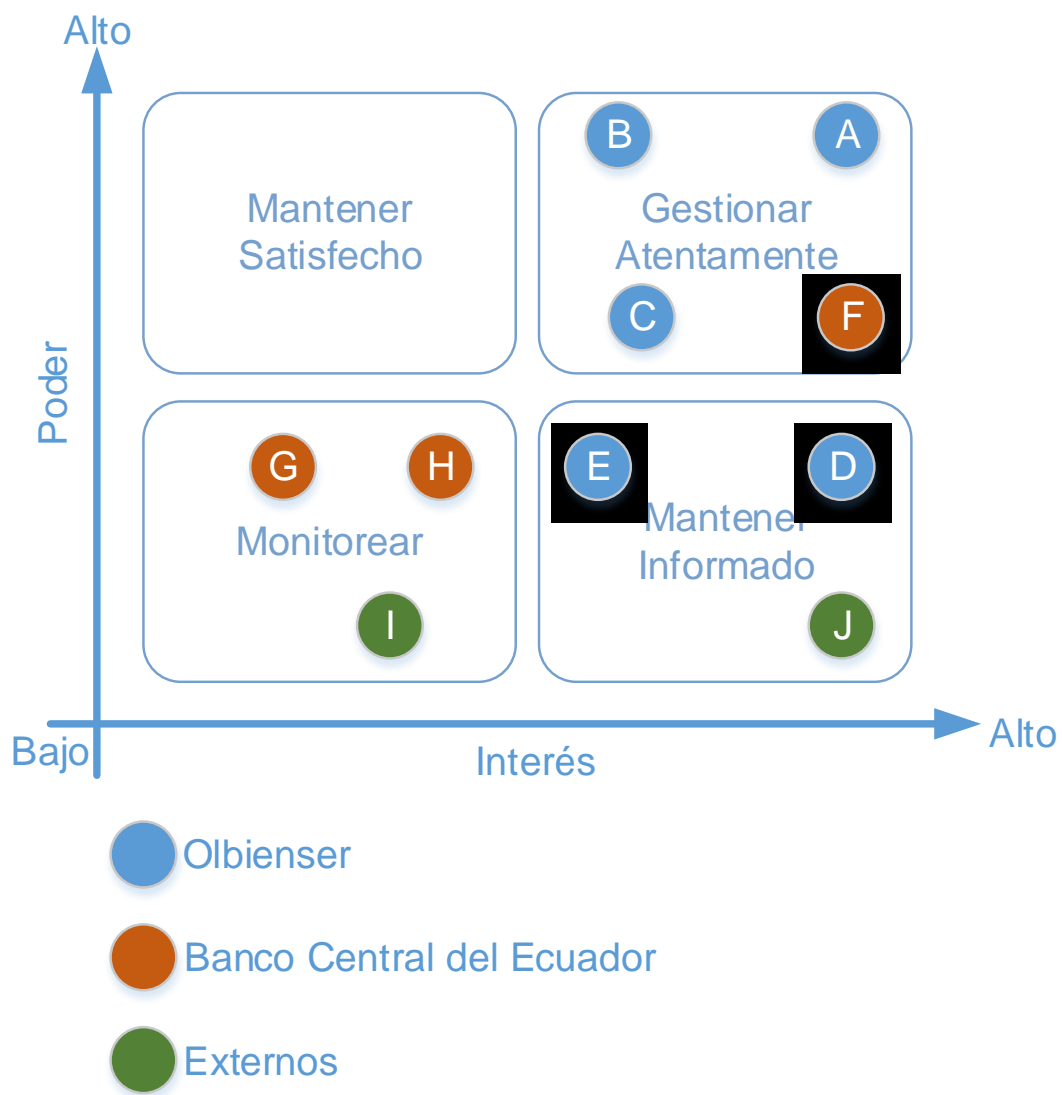 Alto
B
A
Mantener
Satisfecho
Gestionar
Atentamente
C
F
Poder
G
H
E
D
Monitorear
Mantener
Informado
I
J
Bajo
Interés
Alto
Olbienser
Banco Central del Ecuador
Externos